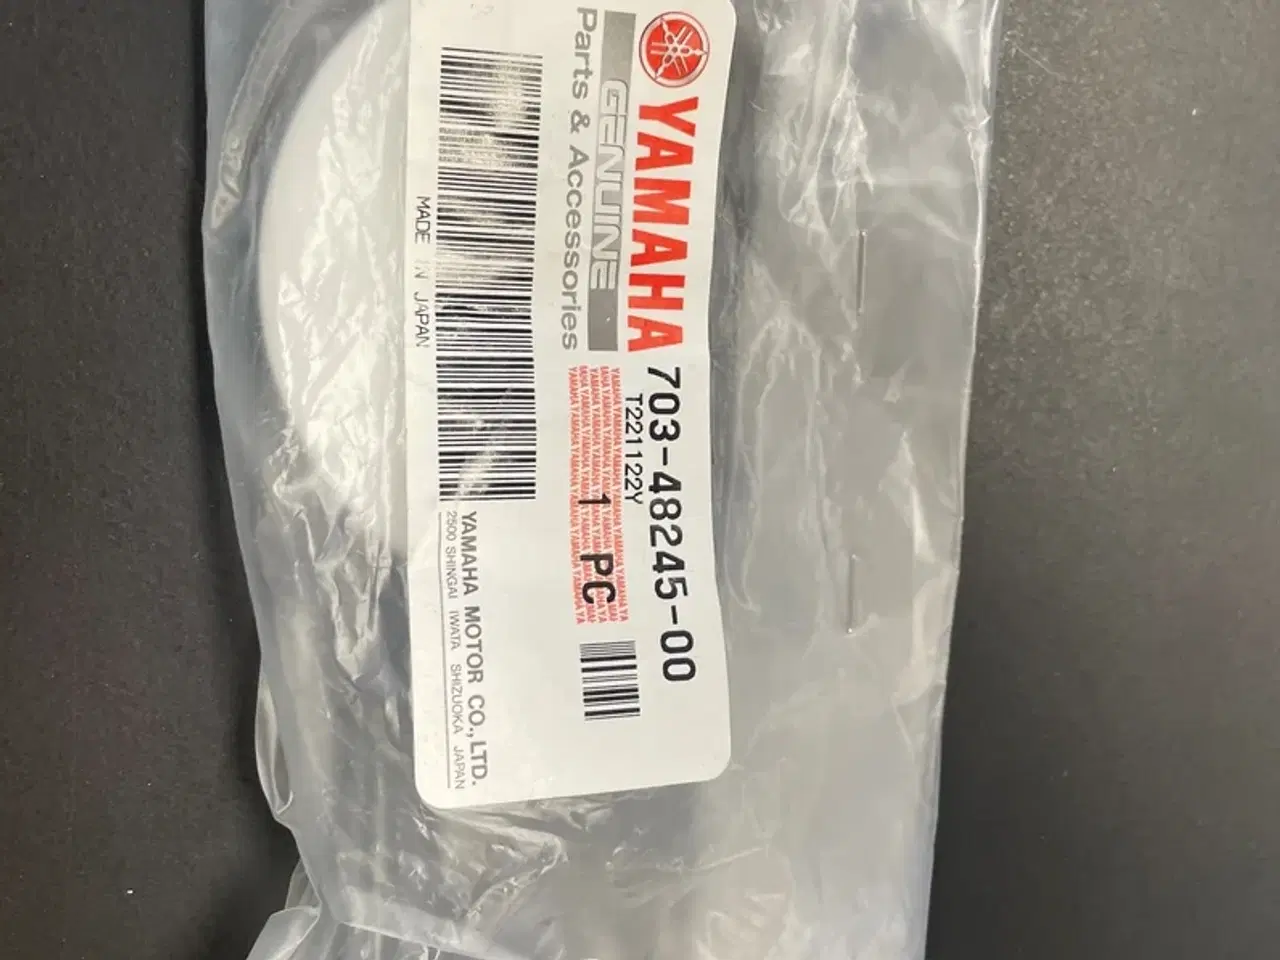 YAMAHA
GENUINE
Parts & Accessories
703-48245-00
T221122Y
1 PC
MADE IN JAPAN
YAMAHA MOTOR CO.,LTD.
2500 SHINGAI IWATA SHIZUOKA JAPAN